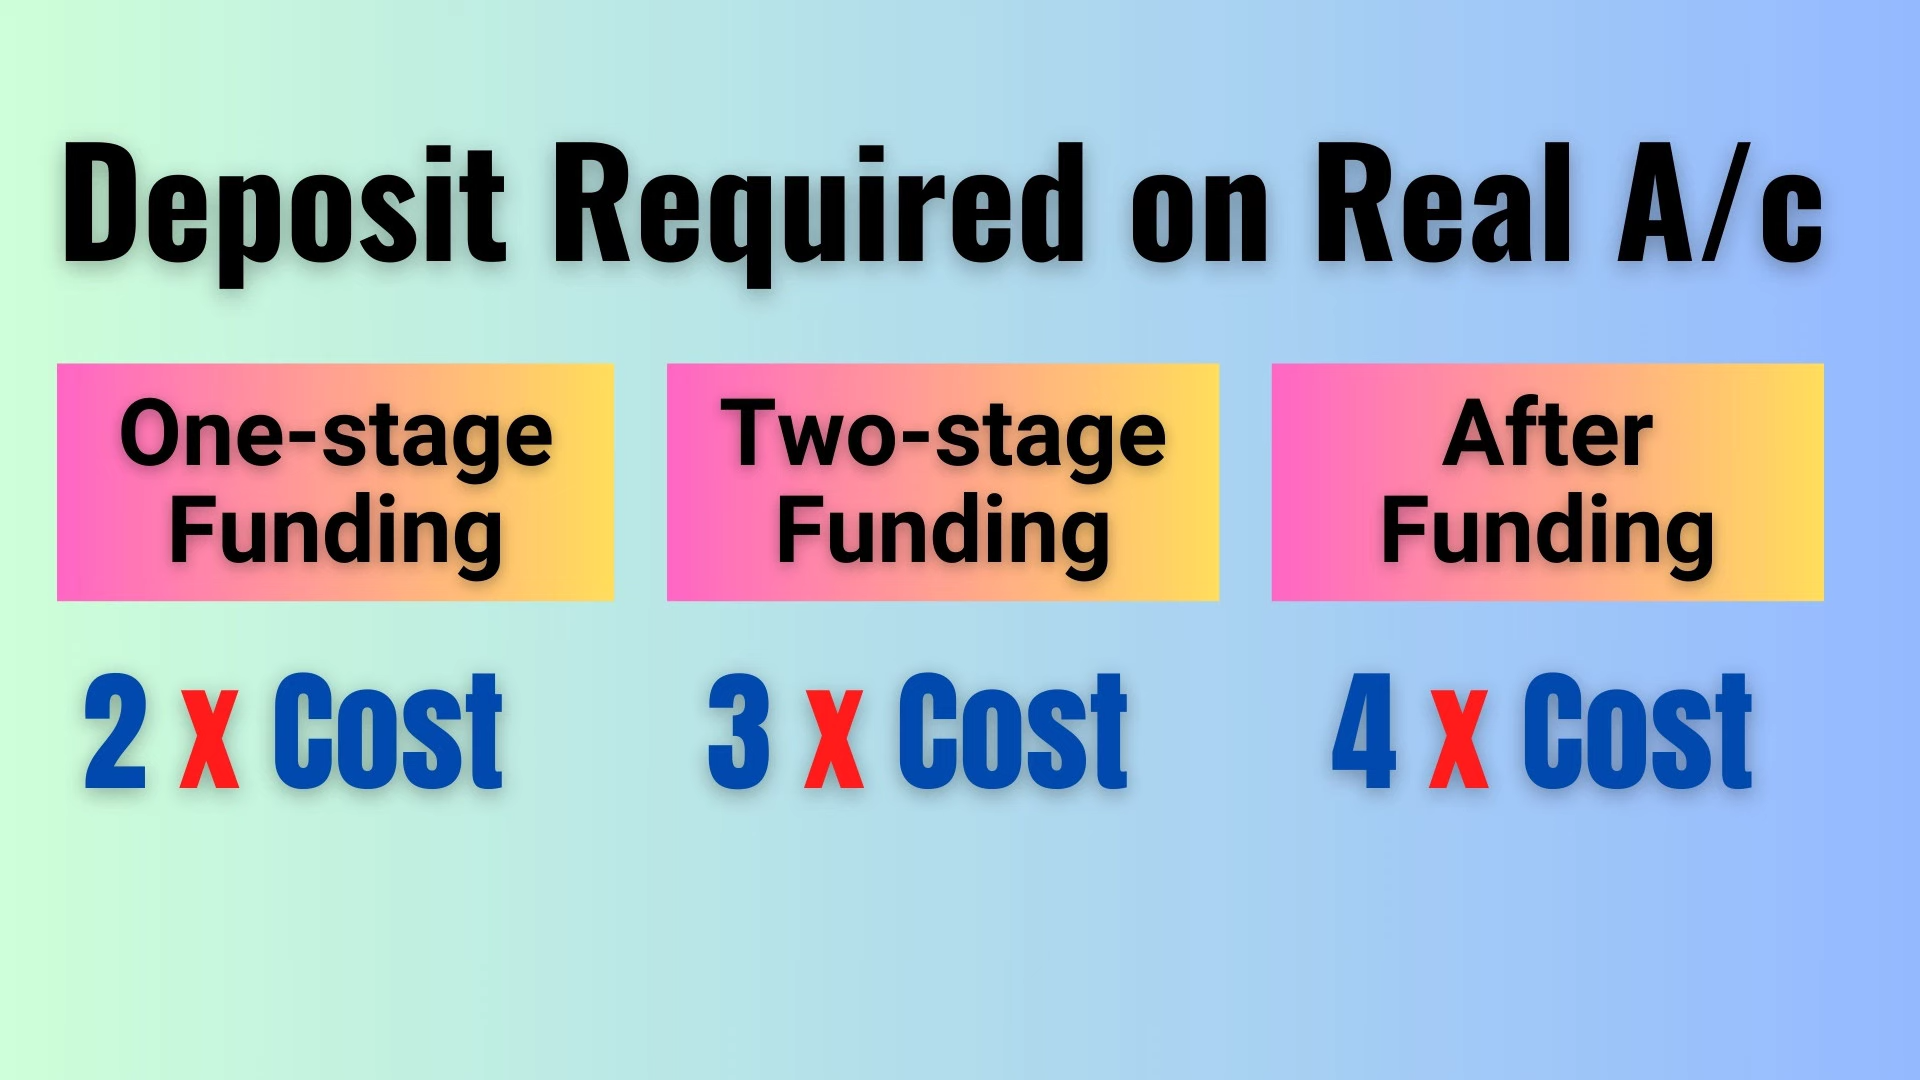 Deposit Required on Real A/c
One-stage
Funding
Two-stage
Funding
After
Funding
2 x Cost
3 x Cost
4 x Cost